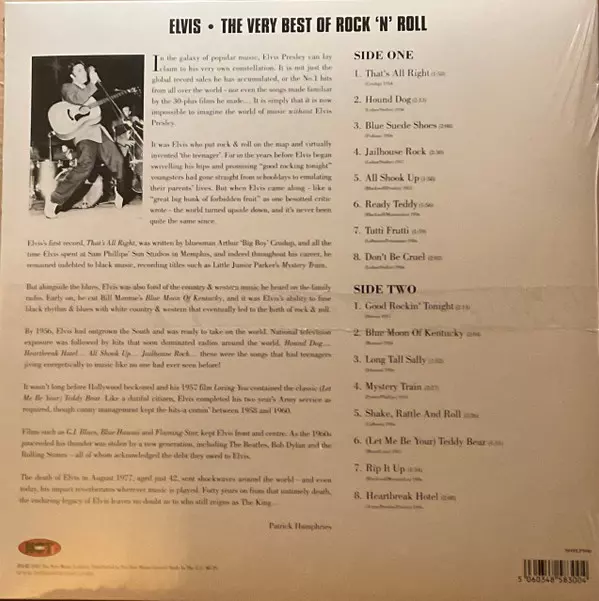 ELVIS • THE VERY BEST OF ROCK 'N' ROLL
In the galaxy of popular music, Elvis Presley can lay
claim to his very own constellation. It is not just the
global record sales he has accumulated, or the No.1 hits
from all over the world - nor even the songs made familiar
by the 30-plus films he made... It is simply that it is now
impossible to imagine the world of music without Elvis
Presley.
It was Elvis who put rock & roll on the map and virtually
invented 'the teenager'. For in the years before Elvis began
swivelling his hips and promising "good rocking tonight"
youngsters had gone straight from schooldays to emulating
their parents' lives. But when Elvis came along - like a
"great big hunk of forbidden fruit" as one besotted critic
wrote - the world turned upside down, and it's never been
quite the same since.
Elvis's first record, That's All Right, was written by bluesman Arthur 'Big Boy' Crudup, and all the
time Elvis spent at Sam Phillips' Sun Studios in Memphis, and indeed throughout his career, he
remained indebted to black music, recording titles such as Little Junior Parker's Mystery Train.
But alongside the blues, Elvis was also fond of the country & western music he heard on the family
radio. Early on, he cut Bill Monroe's Blue Moon Of Kentucky, and it was Elvis's ability to fuse
black rhythm & blues with white country & western that eventually led to the birth of rock & roll.
By 1956, Elvis had outgrown the South and was ready to take on the world. National television
exposure was followed by hits that soon dominated radios around the world. Hound Dog...
Heartbreak Hotel... All Shook Up... Jailhouse Rock... these were the songs that had teenagers
jiving energetically to music like no one had ever seen before!
It wasn't long before Hollywood beckoned and his 1957 film Loving You contained the classic (Let
Me Be Your) Teddy Bear. Like a dutiful citizen, Elvis completed his two year's Army service as
required, though canny management kept the hits a-comin' between 1958 and 1960.
Films such as G.I. Blues, Blue Hawaii and Flaming Star, kept Elvis front and centre. As the 1960s
proceeded his thunder was stolen by a new generation, including The Beatles, Bob Dylan and the
Rolling Stones - all of whom acknowledged the debt they owed to Elvis.
The death of Elvis in August 1977, aged just 42, sent shockwaves around the world - and even
today, his impact reverberates wherever music is played. Forty years on from that untimely death,
the enduring legacy of Elvis leaves no doubt as to who still reigns as The King...
Patrick Humphries
SIDE ONE
1. That's All Right
2. Hound Dog
3. Blue Suede Shoes
4. Jailhouse Rock
5. All Shook Up
6. Ready Teddy
7. Tutti Frutti
8. Don't Be Cruel
SIDE TWO
1. Good Rockin' Tonight
2. Blue Moon Of Kentucky
3. Long Tall Sally
4. Mystery Train
5. Shake, Rattle And Roll
6. (Let Me Be Your) Teddy Bear
7. Rip It Up
8. Heartbreak Hotel
5 060348 583004